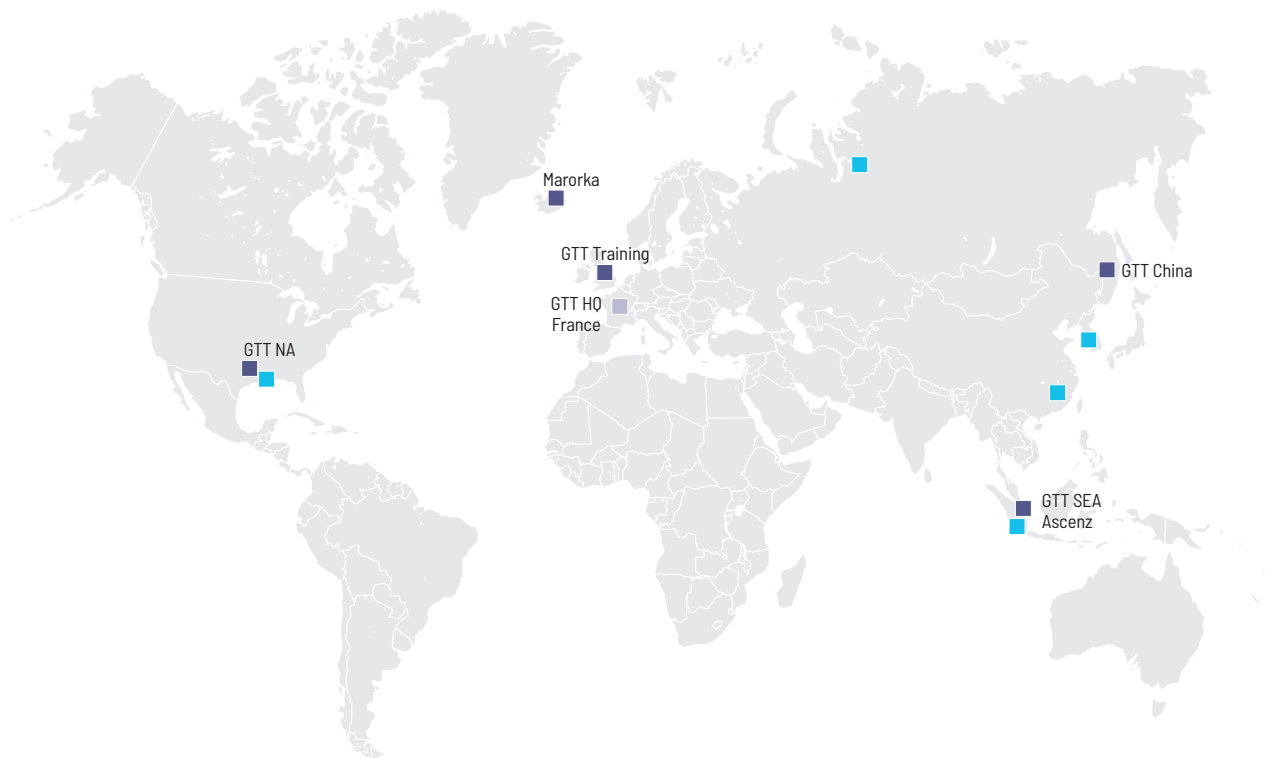 Marorka
GTT Training
GTT HQ
France
GTT China
GTT NA
GTT SEA
Ascenz